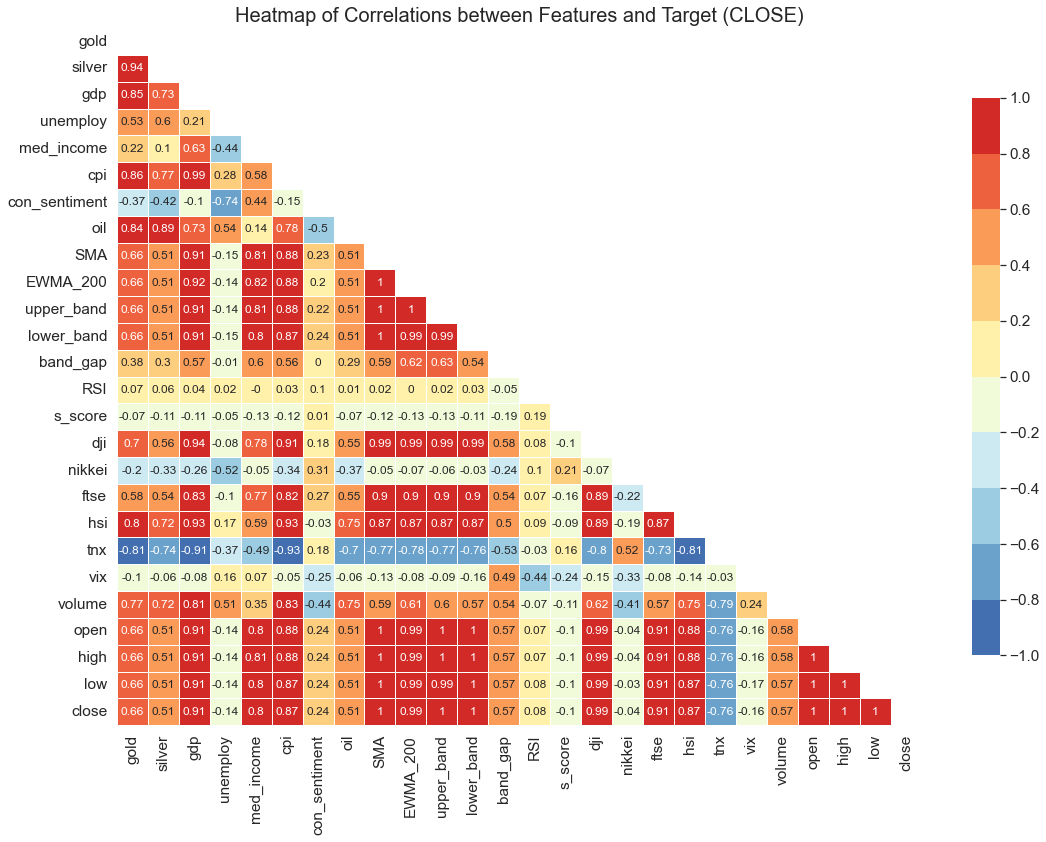 Heatmap of Correlations between Features and Target (CLOSE)
gold
silver 0.94
gdp 0.85 0.73
unemploy 0.53 0.6 0.21
med_income 0.22 0.1 0.63 -0.44
cpi 0.86 0.77 0.99 0.28 0.58
con_sentiment -0.37 -0.42 -0.1 -0.74 0.44 -0.15
oil 0.84 0.89 0.73 0.54 0.14 0.78 -0.5
SMA 0.66 0.51 0.91 -0.15 0.81 0.88 0.23 0.51
EWMA_200 0.66 0.51 0.92 -0.14 0.82 0.88 0.2 0.51 1
upper_band 0.66 0.51 0.91 -0.14 0.81 0.88 0.22 0.51 1 1
lower_band 0.66 0.51 0.91 -0.15 0.8 0.87 0.24 0.51 1 0.99 0.99
band_gap 0.38 0.3 0.57 -0.01 0.6 0.56 0 0.29 0.59 0.62 0.63 0.54
RSI 0.07 0.06 0.04 0.02 -0 0.03 0.1 0.01 0.02 0 0.02 0.03 -0.05
s_score -0.07 -0.11 -0.11 -0.05 -0.13 -0.12 0.01 -0.07 -0.12 -0.13 -0.13 -0.11 -0.19 0.19
dji 0.7 0.56 0.94 -0.08 0.78 0.91 0.18 0.55 0.99 0.99 0.99 0.99 0.58 0.08 -0.1
nikkei -0.2 -0.33 -0.26 -0.52 -0.05 -0.34 0.31 -0.37 -0.05 -0.07 -0.06 -0.03 -0.24 0.1 0.21 -0.07
ftse 0.58 0.54 0.83 -0.1 0.77 0.82 0.27 0.55 0.9 0.9 0.9 0.9 0.54 0.07 -0.16 0.89 -0.22
hsi 0.8 0.72 0.93 0.17 0.59 0.93 -0.03 0.75 0.87 0.87 0.87 0.87 0.5 0.09 -0.09 0.89 -0.19 0.87
tnx -0.81 -0.74 -0.91 -0.37 -0.49 -0.93 0.18 -0.7 -0.77 -0.78 -0.77 -0.76 -0.53 -0.03 0.16 -0.8 0.52 -0.73 -0.81
vix -0.1 -0.06 -0.08 0.16 0.07 -0.05 -0.25 -0.06 -0.13 -0.08 -0.09 -0.16 0.49 -0.44 -0.24 -0.15 -0.33 -0.08 -0.14 -0.03
volume 0.77 0.72 0.81 0.51 0.35 0.83 -0.44 0.75 0.59 0.61 0.6 0.57 0.54 -0.07 -0.11 0.62 -0.41 0.57 0.75 -0.79 0.24
open 0.66 0.51 0.91 -0.14 0.8 0.88 0.24 0.51 1 0.99 1 1 0.57 0.07 -0.1 0.99 -0.04 0.91 0.88 -0.76 -0.16 0.58
high 0.66 0.51 0.91 -0.14 0.81 0.88 0.24 0.51 1 0.99 1 1 0.57 0.07 -0.1 0.99 -0.04 0.91 0.88 -0.76 -0.16 0.58 1
low 0.66 0.51 0.91 -0.14 0.8 0.87 0.24 0.51 1 0.99 0.99 1 0.57 0.08 -0.1 0.99 -0.03 0.91 0.87 -0.76 -0.17 0.58 1 1
close 0.66 0.51 0.91 -0.14 0.8 0.87 0.24 0.51 1 0.99 1 1 0.57 0.08 -0.1 0.99 -0.04 0.91 0.87 -0.76 -0.16 0.57 1 1 1
gold
silver
gdp
unemploy
med_income
cpi
con_sentiment
oil
SMA
EWMA_200
upper_band
lower_band
band_gap
RSI
s_score
dji
nikkei
ftse
hsi
tnx
vix
volume
open
high
low
close
1.0
0.8
0.6
0.4
0.2
0.0
−0.2
−0.4
−0.6
−0.8
−1.0